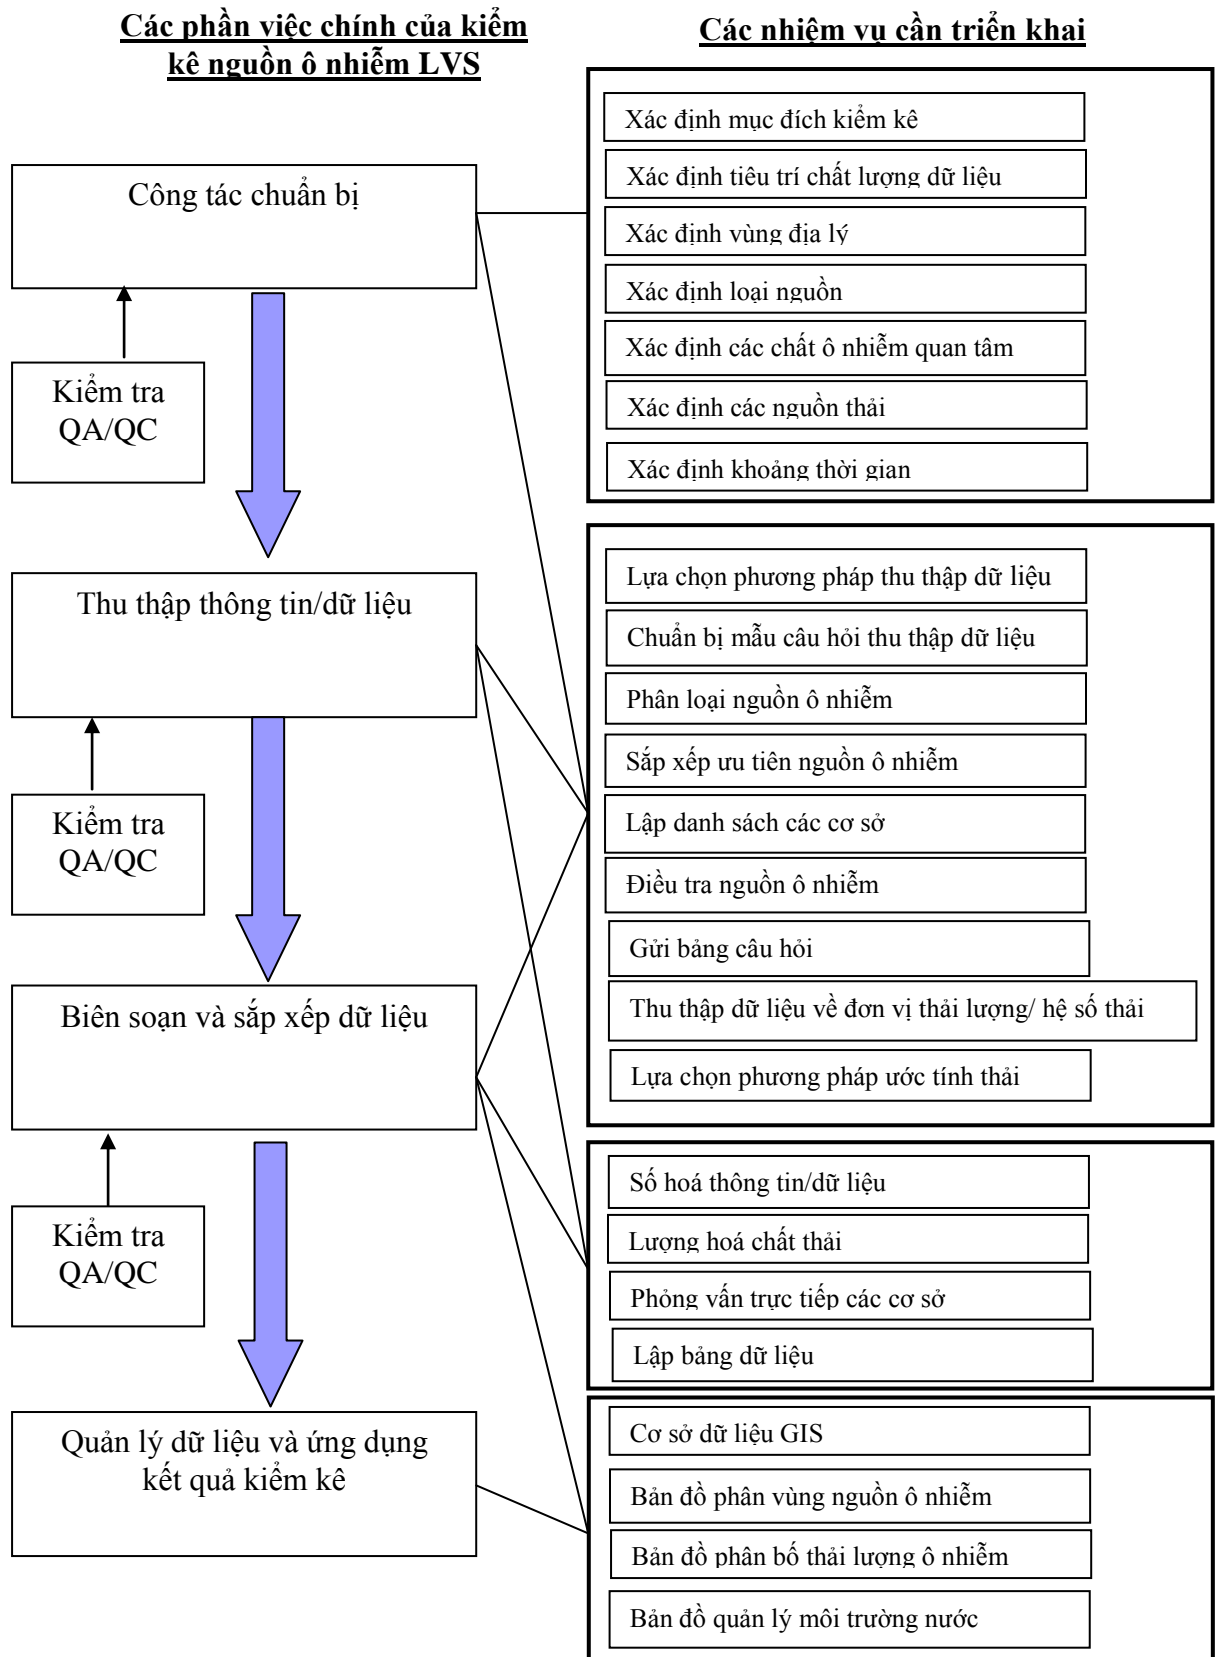 Các phần việc chính của kiểm
kê nguồn ô nhiễm LVS
Các nhiệm vụ cần triển khai
Công tác chuẩn bị
Kiểm tra
QA/QC
Thu thập thông tin/dữ liệu
Kiểm tra
QA/QC
Biên soạn và sắp xếp dữ liệu
Kiểm tra
QA/QC
Quản lý dữ liệu và ứng dụng
kết quả kiểm kê
Xác định mục đích kiểm kê
Xác định tiêu trí chất lượng dữ liệu
Xác định vùng địa lý
Xác định loại nguồn
Xác định các chất ô nhiễm quan tâm
Xác định các nguồn thải
Xác định khoảng thời gian
Lựa chọn phương pháp thu thập dữ liệu
Chuẩn bị mẫu câu hỏi thu thập dữ liệu
Phân loại nguồn ô nhiễm
Sắp xếp ưu tiên nguồn ô nhiễm
Lập danh sách các cơ sở
Điều tra nguồn ô nhiễm
Gửi bảng câu hỏi
Thu thập dữ liệu về đơn vị thải lượng/ hệ số thải
Lựa chọn phương pháp ước tính thải
Số hoá thông tin/dữ liệu
Lượng hoá chất thải
Phỏng vấn trực tiếp các cơ sở
Lập bảng dữ liệu
Cơ sở dữ liệu GIS
Bản đồ phân vùng nguồn ô nhiễm
Bản đồ phân bố thải lượng ô nhiễm
Bản đồ quản lý môi trường nước